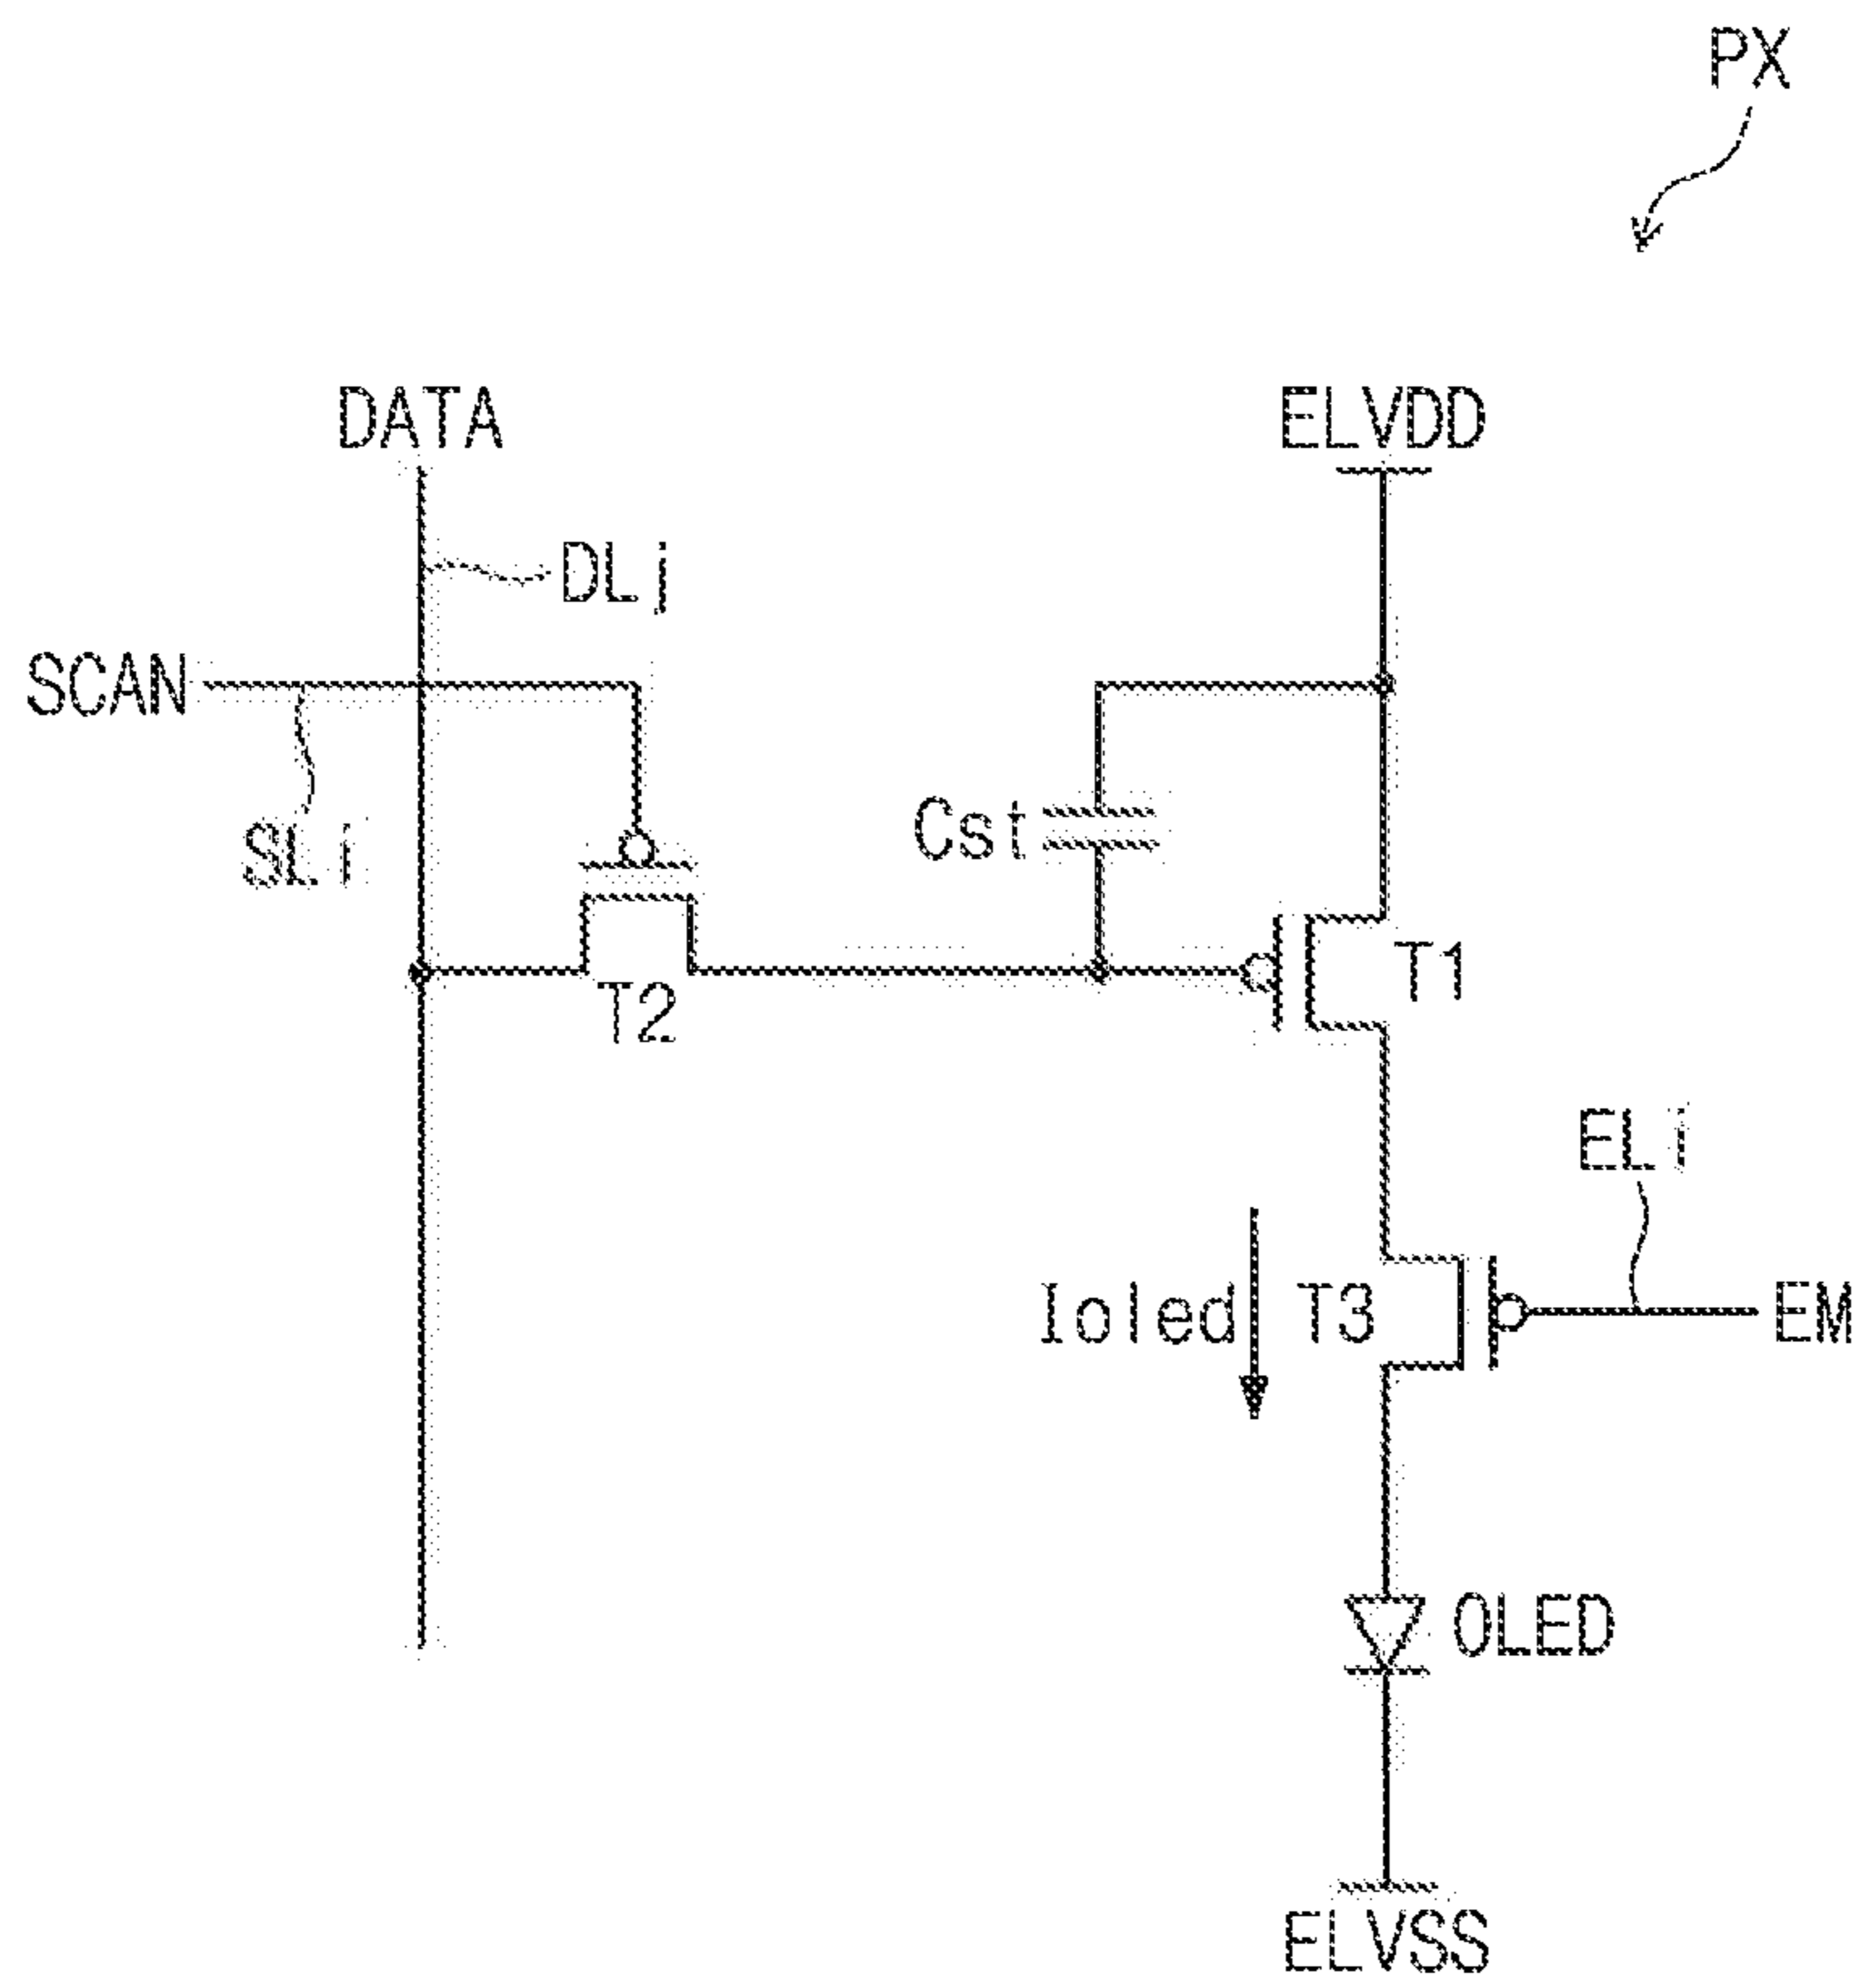 PX
DATA
ELVDD
DLj
SCAN
SLi
Cst
T1
T2
ELi
Ioled
T3
EM
OLED
ELVSS